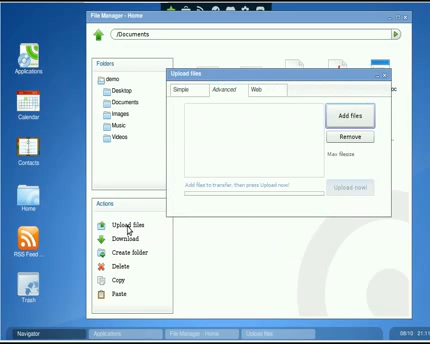 File Manager - Home
/Documents
Applications
Calendar
Contacts
Home
RSS Feed ...
Trash
Folders
demo
Desktop
Documents
Images
Music
Videos
Actions
Upload files
Download
Create folder
Delete
Copy
Paste
Upload files
Simple
Advanced
Web
Add files
Remove
Add files to transfer, then press Upload now!
Upload now!
Navigator
Applications
File Manager - Home
Upload files
08/10